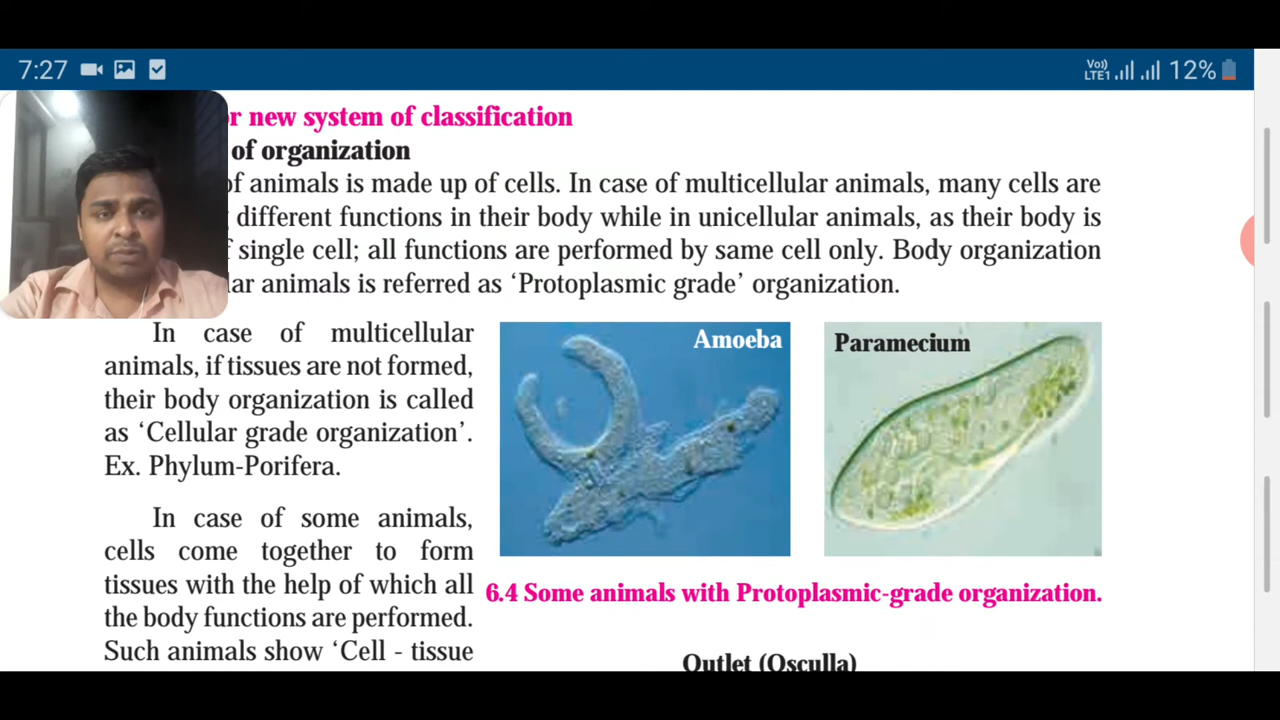 7:27
Vo)) LTE1 12%
r new system of classification
of organization
of animals is made up of cells. In case of multicellular animals, many cells are
different functions in their body while in unicellular animals, as their body is
f single cell; all functions are performed by same cell only. Body organization
lar animals is referred as ‘Protoplasmic grade’ organization.
In case of multicellular
animals, if tissues are not formed,
their body organization is called
as ‘Cellular grade organization’.
Ex. Phylum-Porifera.
In case of some animals,
cells come together to form
tissues with the help of which all
the body functions are performed.
Such animals show ‘Cell - tissue
Amoeba
Paramecium
6.4 Some animals with Protoplasmic-grade organization.
Outlet (Osculla)